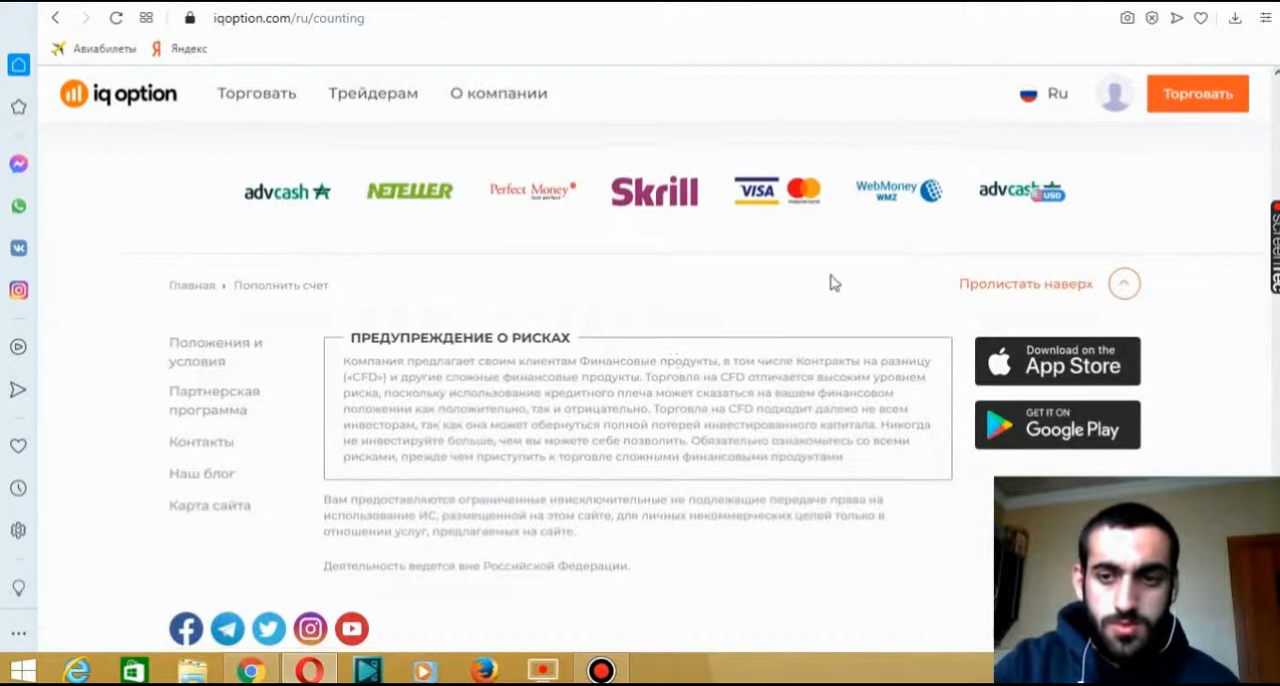 iqoption.com/ru/counting
Авиабилеты Яндекс
iq option Торговать Трейдерам О компании Ru Торговать
advcash NETELLER Perfect Money Skrill VISA WebMoney WMZ advcash USD
Главная › Пополнить счет Пролистать наверх
Положения и условия
Партнерская программа
Контакты
Наш блог
Карта сайта
ПРЕДУПРЕЖДЕНИЕ О РИСКАХ
Компания предлагает своим клиентам Финансовые продукты, в том числе Контракты на разницу
(«CFD») и другие сложные финансовые продукты. Торговля на CFD отличается высоким уровнем
риска, поскольку использование кредитного плеча может сказаться на вашем финансовом
положении как положительно, так и отрицательно. Торговля на CFD подходит далеко не всем
инвесторам, так как она может обернуться полной потерей инвестированного капитала. Никогда
не инвестируйте больше, чем вы можете себе позволить. Обязательно ознакомьтесь со всеми
рисками, прежде чем приступить к торговле сложными финансовыми продуктами
Вам предоставляются ограниченные неисключительные не подлежащие передаче права на
использование ИС, размещенной на этом сайте, для личных некоммерческих целей только в
отношении услуг, предлагаемых на сайте.
Деятельность ведется вне Российской Федерации.
Download on the
App Store
GET IT ON
Google Play